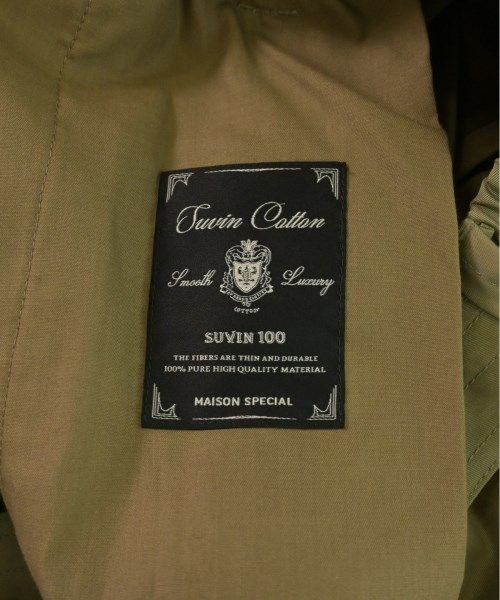 Suvin Cotton
Smooth Luxury
COTTON
SUVIN 100
THE FIBERS ARE THIN AND DURABLE
100% PURE HIGH QUALITY MATERIAL
MAISON SPECIAL